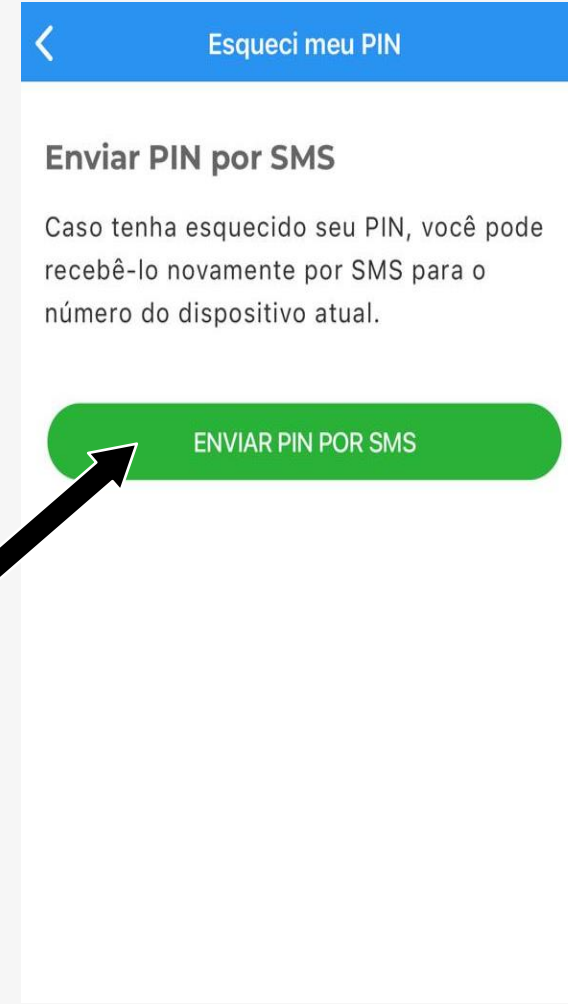 Esqueci meu PIN
Enviar PIN por SMS
Caso tenha esquecido seu PIN, você pode
recebê-lo novamente por SMS para o
número do dispositivo atual.
ENVIAR PIN POR SMS